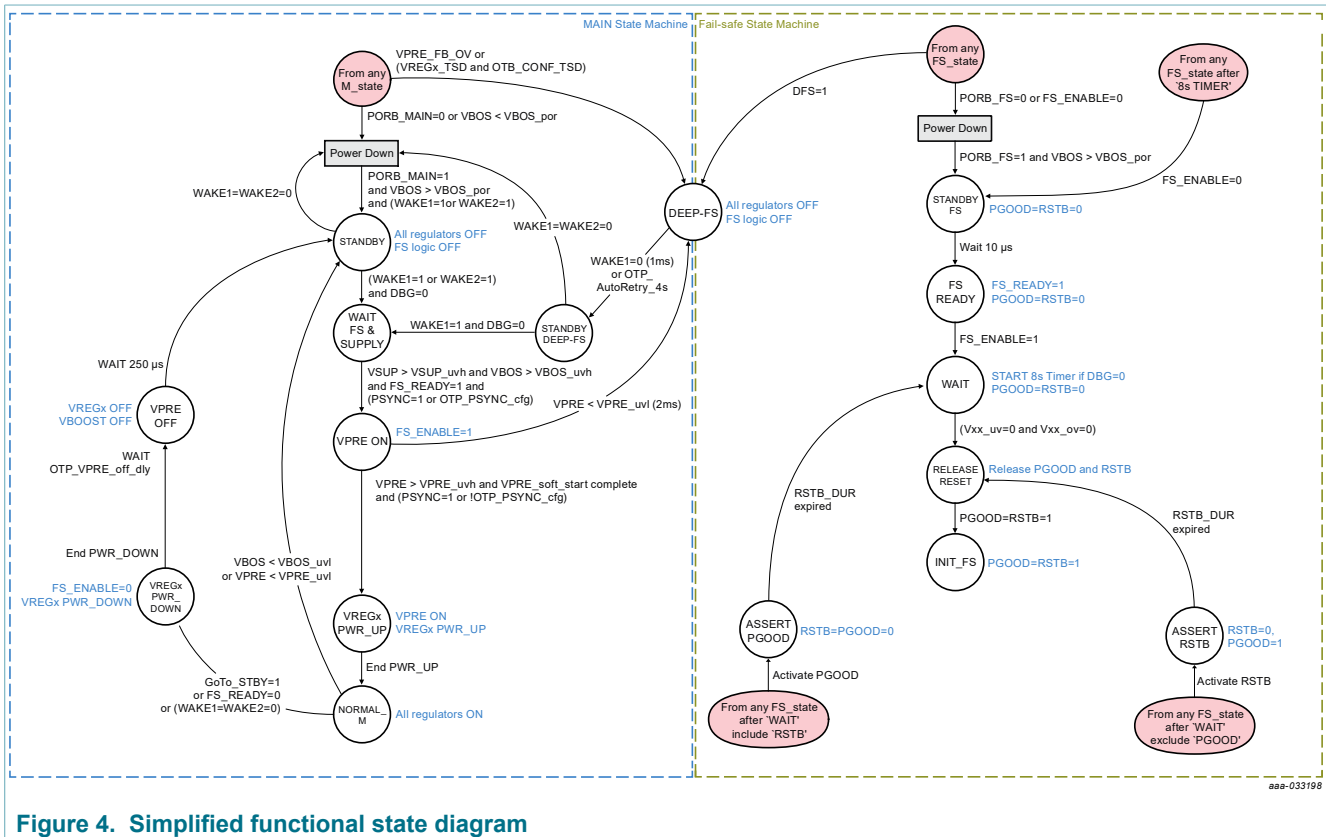 MAIN State Machine
Fail-safe State Machine
From any
M_state
VPRE_FB_OV or
(VREGx_TSD and OTB_CONF_TSD)
PORB_MAIN=0 or VBOS < VBOS_por
Power Down
WAKE1=WAKE2=0
PORB_MAIN=1
and VBOS > VBOS_por
and (WAKE1=1or WAKE2=1)
STANDBY
All regulators OFF
FS logic OFF
WAKE1=WAKE2=0
(WAKE1=1 or WAKE2=1)
and DBG=0
WAIT
FS &
SUPPLY
WAKE1=1 and DBG=0
STANDBY
DEEP-FS
WAKE1=0 (1ms)
or OTP_
AutoRetry_4s
DEEP-FS
All regulators OFF
FS logic OFF
WAIT 250 µs
VSUP > VSUP_uvh and VBOS > VBOS_uvh
and FS_READY=1 and
(PSYNC=1 or OTP_PSYNC_cfg)
VPRE < VPRE_uvl (2ms)
VREGx OFF
VBOOST OFF
VPRE
OFF
VPRE ON
FS_ENABLE=1
WAIT
OTP_VPRE_off_dly
VPRE > VPRE_uvh and VPRE_soft_start complete
and (PSYNC=1 or !OTP_PSYNC_cfg)
End PWR_DOWN
VBOS < VBOS_uvl
or VPRE < VPRE_uvl
FS_ENABLE=0
VREGx PWR_DOWN
VREGx
PWR_
DOWN
VREGx
PWR_UP
VPRE ON
VREGx PWR_UP
End PWR_UP
GoTo_STBY=1
or FS_READY=0
or (WAKE1=WAKE2=0)
NORMAL_
M
All regulators ON
From any
FS_state
From any
FS_state after
‘8s TIMER’
DFS=1
PORB_FS=0 or FS_ENABLE=0
Power Down
PORB_FS=1 and VBOS > VBOS_por
FS_ENABLE=0
STANDBY
FS
PGOOD=RSTB=0
Wait 10 µs
FS
READY
FS_READY=1
PGOOD=RSTB=0
FS_ENABLE=1
WAIT
START 8s Timer if DBG=0
PGOOD=RSTB=0
(Vxx_uv=0 and Vxx_ov=0)
RELEASE
RESET
Release PGOOD and RSTB
RSTB_DUR
expired
PGOOD=RSTB=1
RSTB_DUR
expired
INIT_FS
PGOOD=RSTB=1
ASSERT
PGOOD
RSTB=PGOOD=0
ASSERT
RSTB
RSTB=0,
PGOOD=1
Activate PGOOD
Activate RSTB
From any FS_state
after ‘WAIT’
include ‘RSTB’
From any FS_state
after ‘WAIT’
exclude ‘PGOOD’
aaa-033198
Figure 4. Simplified functional state diagram